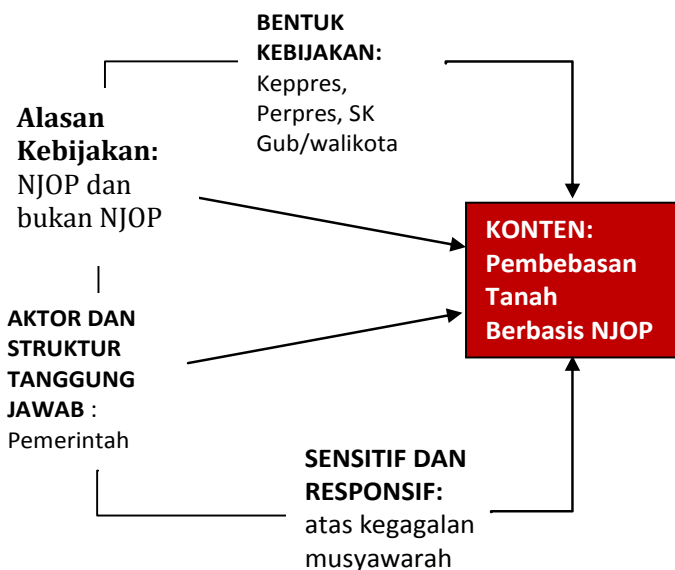 BENTUK
KEBIJAKAN:
Keppres,
Perpres, SK
Gub/walikota
Alasan
Kebijakan:
NJOP dan
bukan NJOP
KONTEN:
Pembebasan
Tanah
Berbasis NJOP
AKTOR DAN
STRUKTUR
TANGGUNG
JAWAB :
Pemerintah
SENSITIF DAN
RESPONSIF:
atas kegagalan
musyawarah